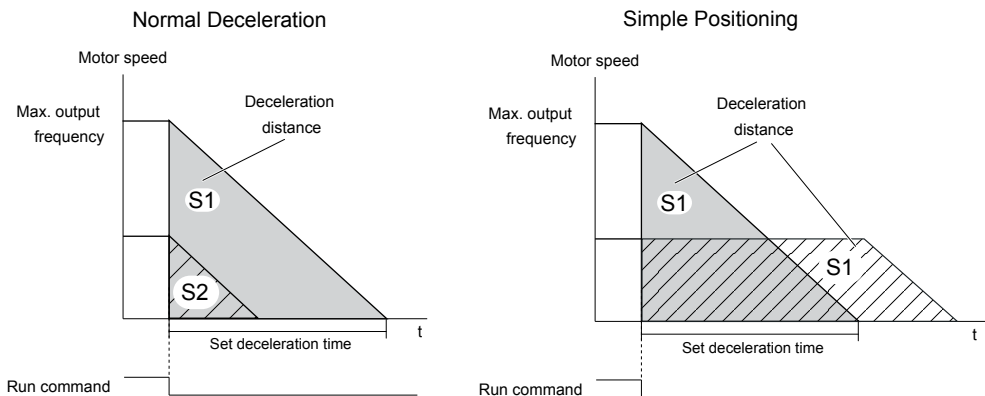 Normal Deceleration
Motor speed
Max. output
frequency
Deceleration
distance
S1
S2
t
Set deceleration time
Run command
Simple Positioning
Motor speed
Max. output
frequency
Deceleration
distance
S1
S1
t
Set deceleration time
Run command